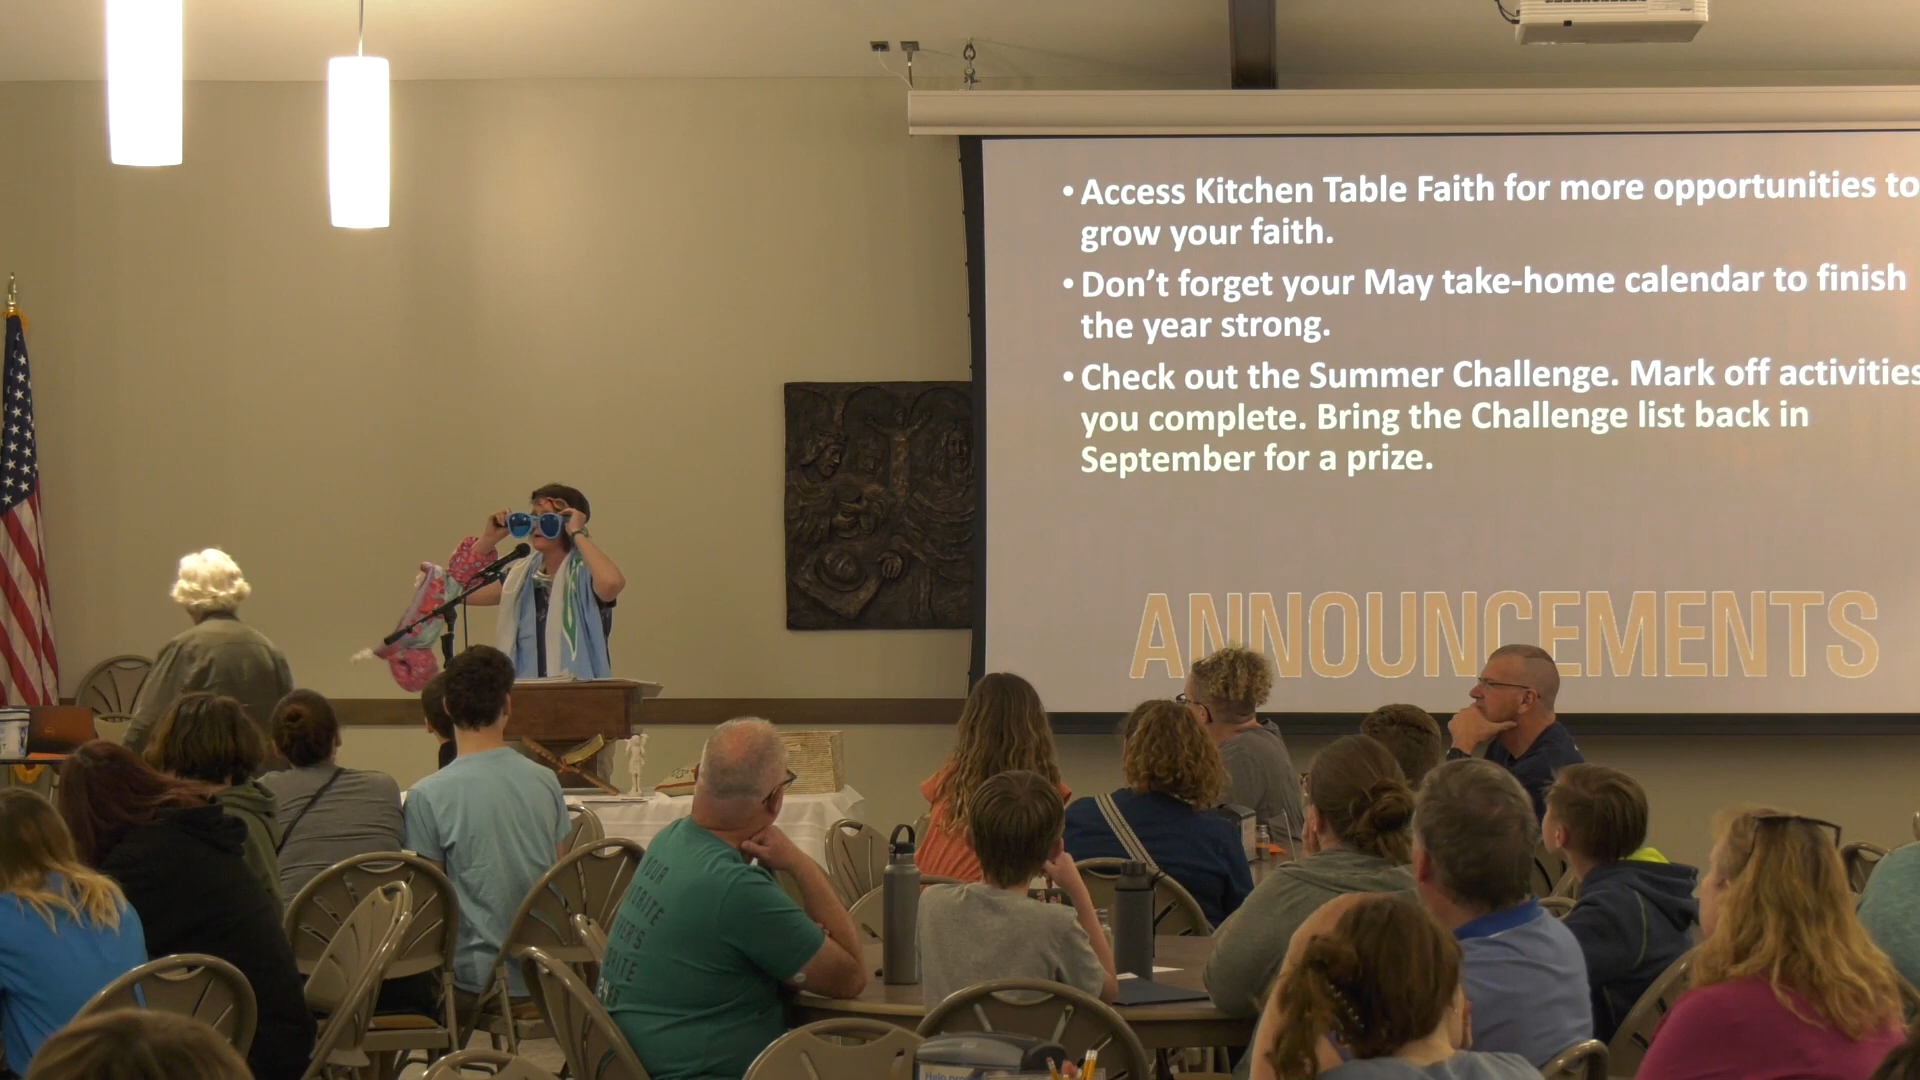 • Access Kitchen Table Faith for more opportunities to
grow your faith.
• Don't forget your May take-home calendar to finish
the year strong.
• Check out the Summer Challenge. Mark off activities
you complete. Bring the Challenge list back in
September for a prize.
ANNOUNCEMENTS